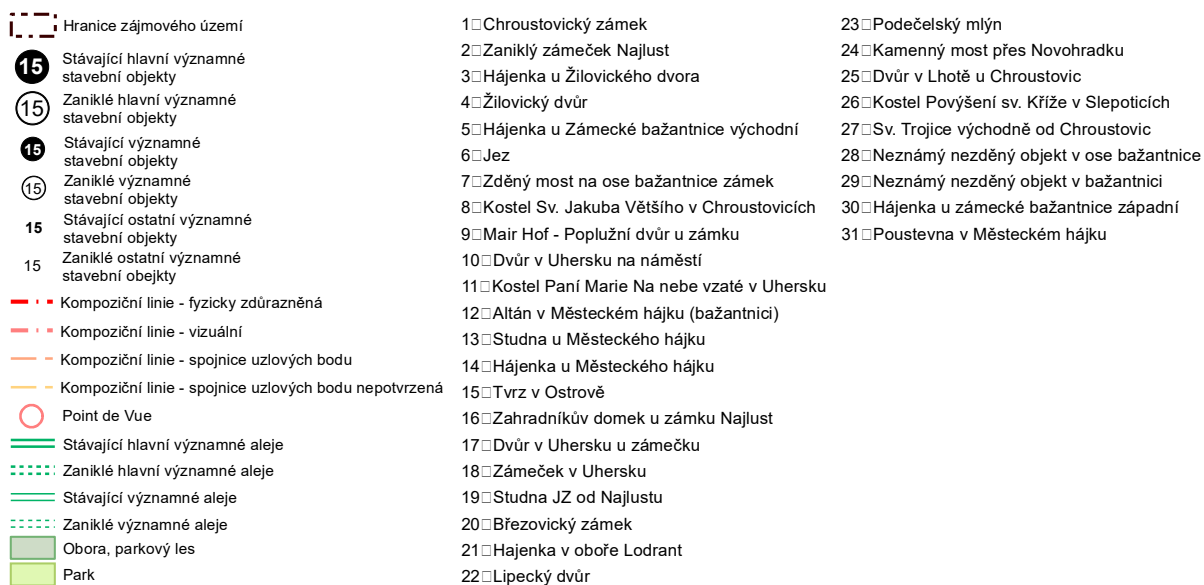 Hranice zájmového území
15
Stávající hlavní významné
stavební objekty
15
Zaniklé hlavní významné
stavební objekty
15
Stávající významné
stavební objekty
15
Zaniklé významné
stavební objekty
15
Stávající ostatní významné
stavební objekty
15
Zaniklé ostatní významné
stavební obejkty
Kompoziční linie - fyzicky zdůrazněná
Kompoziční linie - vizuální
Kompoziční linie - spojnice uzlových bodu
Kompoziční linie - spojnice uzlových bodu nepotvrzená
Point de Vue
Stávající hlavní významné aleje
Zaniklé hlavní významné aleje
Stávající významné aleje
Zaniklé významné aleje
Obora, parkový les
Park
1□Chroustovický zámek
2□Zaniklý zámeček Najlust
3□Hájenka u Žilovického dvora
4□Žilovický dvůr
5□Hájenka u Zámecké bažantnice východní
6□Jez
7□Zděný most na ose bažantnice zámek
8□Kostel Sv. Jakuba Většího v Chroustovicích
9□Mair Hof - Poplužní dvůr u zámku
10□Dvůr v Uhersku na náměstí
11□Kostel Paní Marie Na nebe vzaté v Uhersku
12□Altán v Městeckém hájku (bažantnici)
13□Studna u Městeckého hájku
14□Hájenka u Městeckého hájku
15□Tvrz v Ostrově
16□Zahradníkův domek u zámku Najlust
17□Dvůr v Uhersku u zámečku
18□Zámeček v Uhersku
19□Studna JZ od Najlustu
20□Březovický zámek
21□Hajenka v oboře Lodrant
22□Lipecký dvůr
23□Podečelský mlýn
24□Kamenný most přes Novohradku
25□Dvůr v Lhotě u Chroustovic
26□Kostel Povýšení sv. Kříže v Slepoticích
27□Sv. Trojice východně od Chroustovic
28□Neznámý nezděný objekt v ose bažantnice
29□Neznámý nezděný objekt v bažantnici
30□Hájenka u zámecké bažantnice západní
31□Poustevna v Městeckém hájku